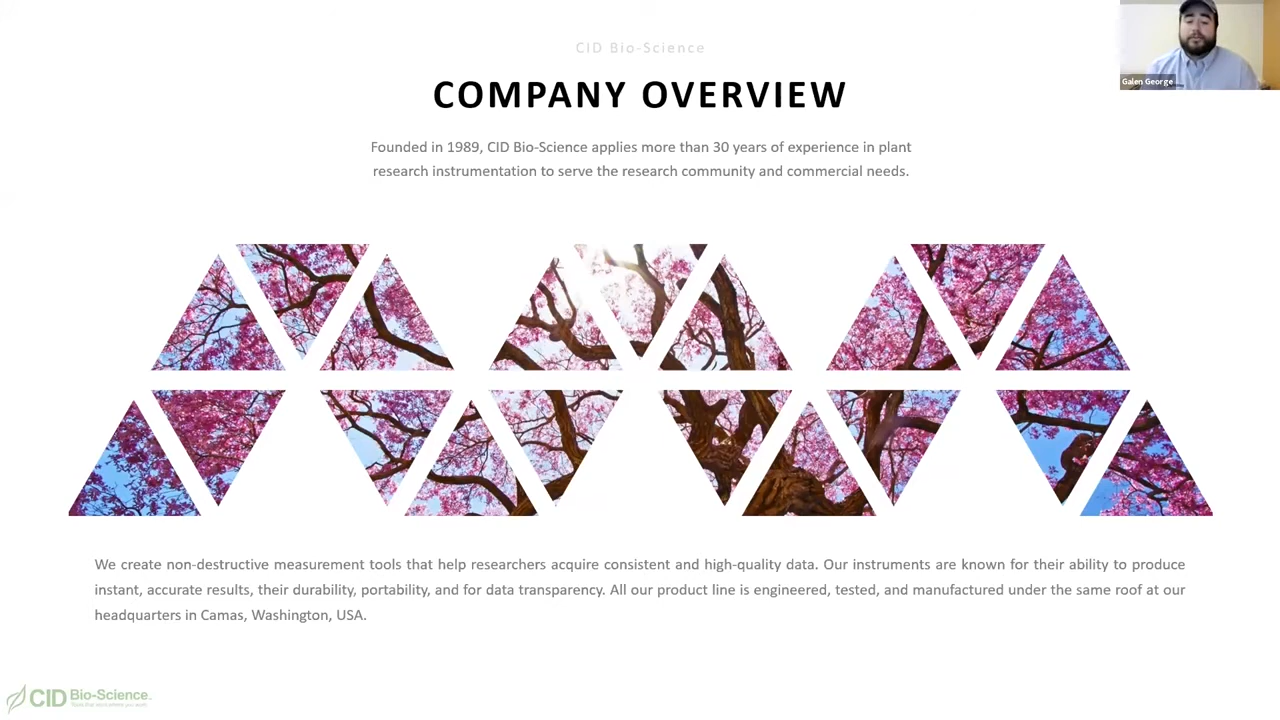 CID Bio-Science
COMPANY OVERVIEW
Galen George
Founded in 1989, CID Bio-Science applies more than 30 years of experience in plant
research instrumentation to serve the research community and commercial needs.
We create non-destructive measurement tools that help researchers acquire consistent and high-quality data. Our instruments are known for their ability to produce
instant, accurate results, their durability, portability, and for data transparency. All our product line is engineered, tested, and manufactured under the same roof at our
headquarters in Camas, Washington, USA.
CID Bio-Science